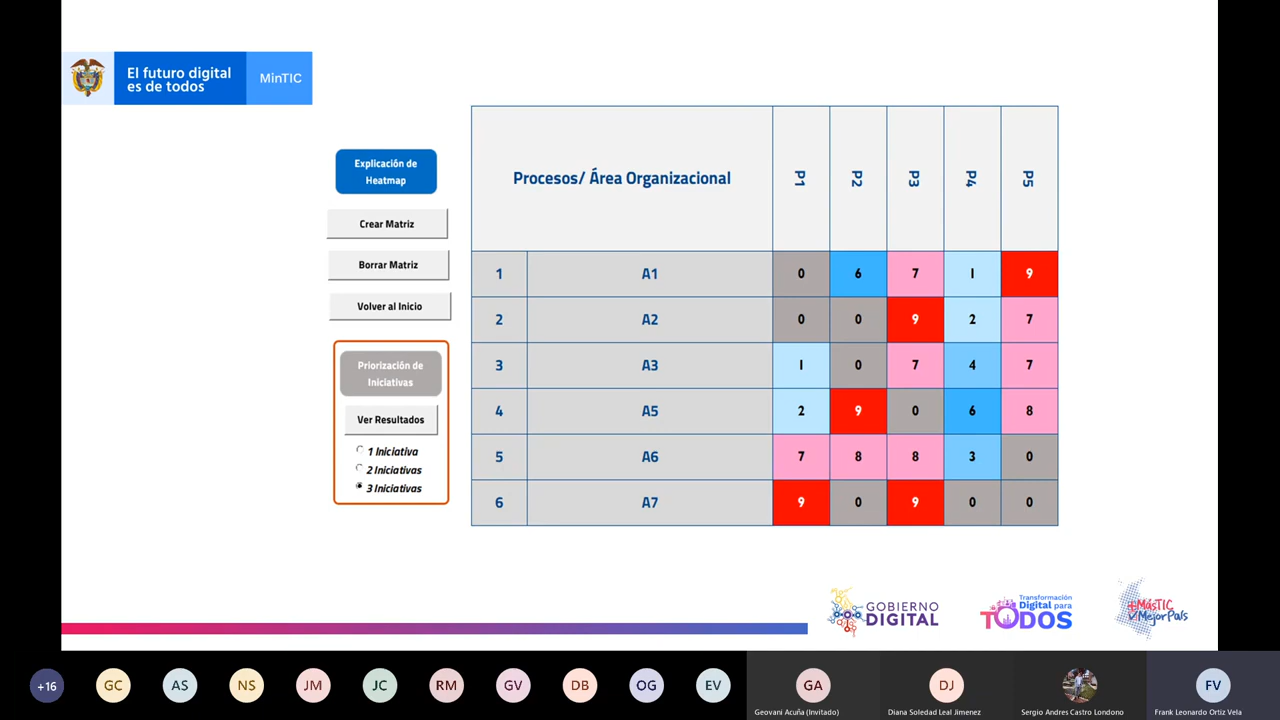 El futuro digital
es de todos
MinTIC
Explicación de
Heatmap
Crear Matriz
Borrar Matriz
Volver al Inicio
Priorización de
Iniciativas
Ver Resultados
1 Iniciativa
2 Iniciativas
3 Iniciativas
Procesos/ Área Organizacional P1 P2 P3 P4 P5
1 A1 0 6 7 1 9
2 A2 0 0 9 2 7
3 A3 1 0 7 4 7
4 A5 2 9 0 6 8
5 A6 7 8 8 3 0
6 A7 9 0 9 0 0
GOBIERNO
DIGITAL
Transformación
Digital para
TODOS
+MásTIC
MejorPaís
+16 GC AS NS JM JC RM GV DB OG EV GA DJ FV
Geovani Acuña (Invitado) Diana Soledad Leal Jimenez Sergio Andres Castro Londono Frank Leonardo Ortíz Vela